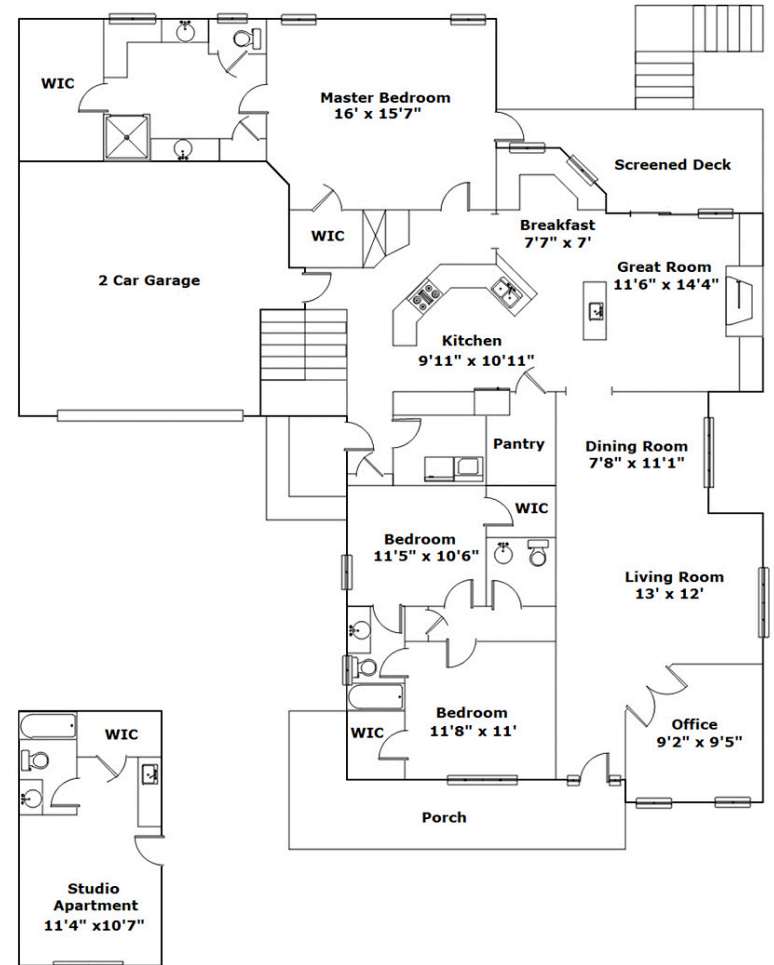 WIC
Master Bedroom
16' x 15'7"
Screened Deck
WIC
Breakfast
7'7" x 7'
2 Car Garage
Great Room
11'6" x 14'4"
Kitchen
9'11" x 10'11"
Pantry
Dining Room
7'8" x 11'1"
WIC
Bedroom
11'5" x 10'6"
Living Room
13' x 12'
WIC
WIC
Bedroom
11'8" x 11'
Office
9'2" x 9'5"
Porch
Studio
Apartment
11'4" x10'7"